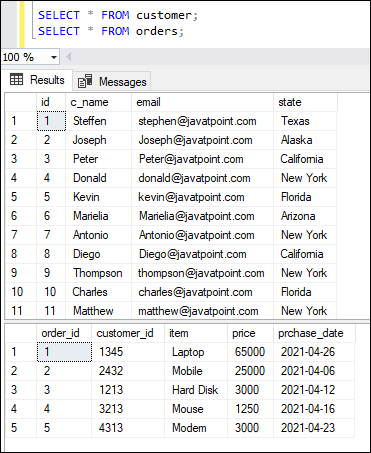 SELECT * FROM customer;
SELECT * FROM orders;
100 %
Results Messages
id c_name email state
1 1 Steffen stephen@javatpoint.com Texas
2 2 Joseph Joseph@javatpoint.com Alaska
3 3 Peter Peter@javatpoint.com California
4 4 Donald donald@javatpoint.com New York
5 5 Kevin kevin@javatpoint.com Florida
6 6 Marielia Marielia@javatpoint.com Arizona
7 7 Antonio Antonio@javatpoint.com New York
8 8 Diego Diego@javatpoint.com California
9 9 Thompson thompson@javatpoint.com New York
10 10 Charles charles@javatpoint.com Florida
11 11 Matthew matthew@javatpoint.com New York
order_id customer_id item price prchase_date
1 1 1345 Laptop 65000 2021-04-26
2 2 2432 Mobile 25000 2021-04-06
3 3 1213 Hard Disk 3000 2021-04-12
4 4 3213 Mouse 1250 2021-04-16
5 5 4313 Modem 3000 2021-04-23